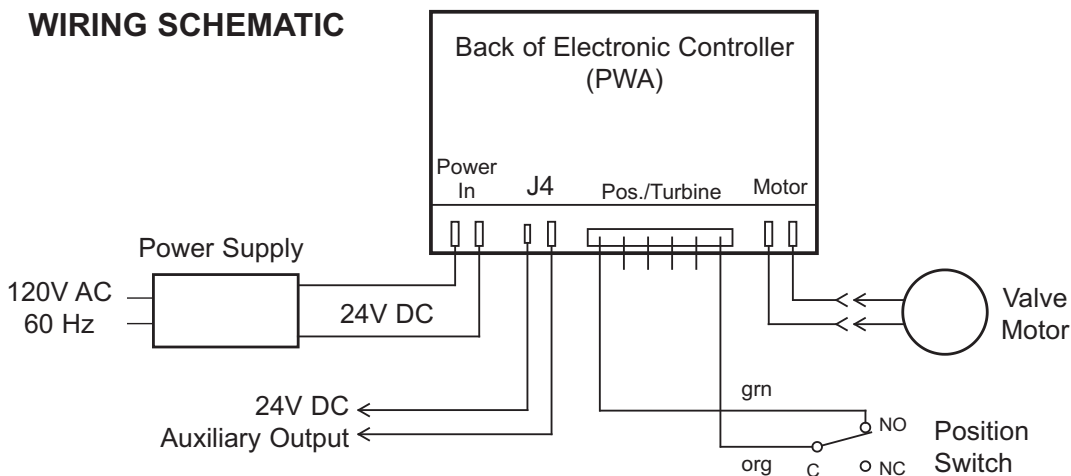 WIRING SCHEMATIC
Back of Electronic Controller
(PWA)
Power
In
J4
Pos./Turbine
Motor
Power Supply
120V AC
60 Hz
24V DC
Valve
Motor
24V DC
Auxiliary Output
grn
org
NO
C
NC
Position
Switch